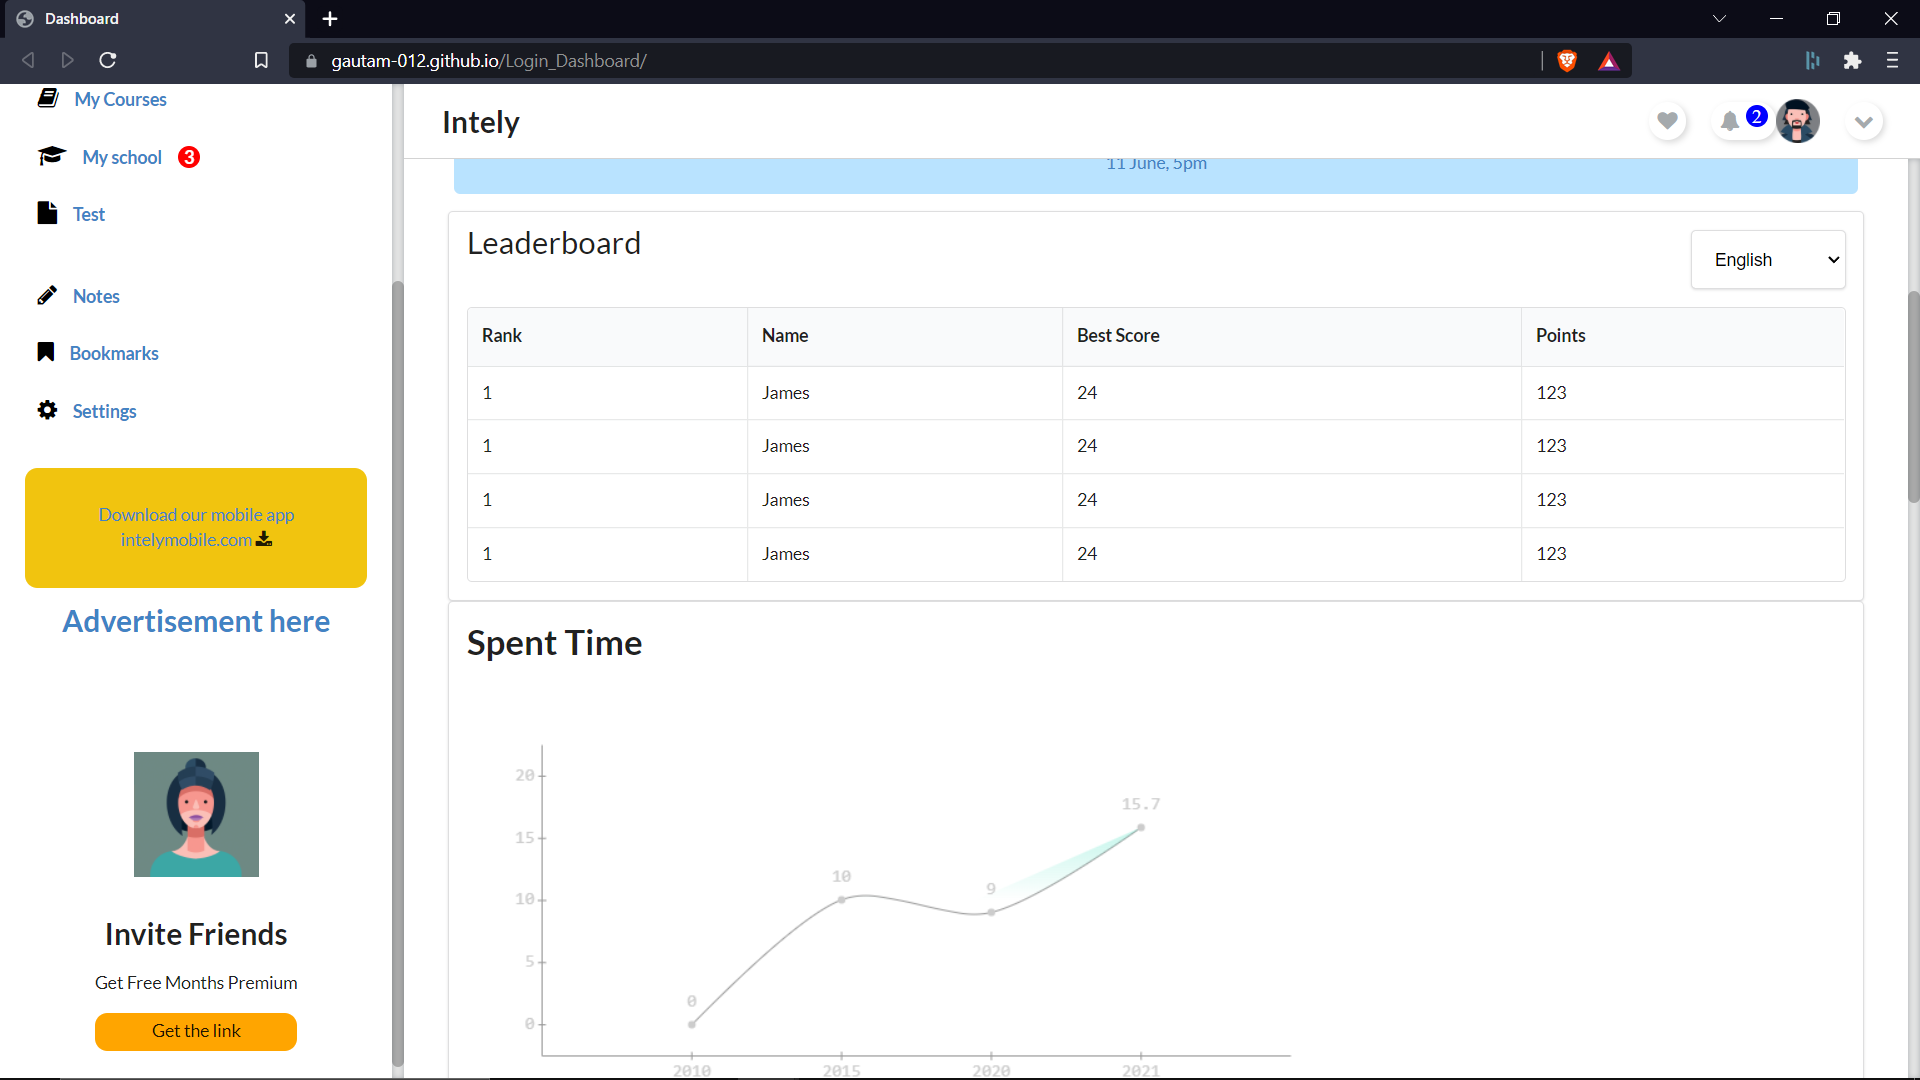 Dashboard
gautam-012.github.io/Login_Dashboard/
My Courses
My school 3
Test
Notes
Bookmarks
Settings
Download our mobile app
intelymobile.com
Advertisement here
Invite Friends
Get Free Months Premium
Get the link
Intely
2
11 June, 5pm
Leaderboard
English
Rank Name Best Score Points
1 James 24 123
1 James 24 123
1 James 24 123
1 James 24 123
Spent Time
20
15
10
5
0
0
10
9
15.7
2010 2015 2020 2021